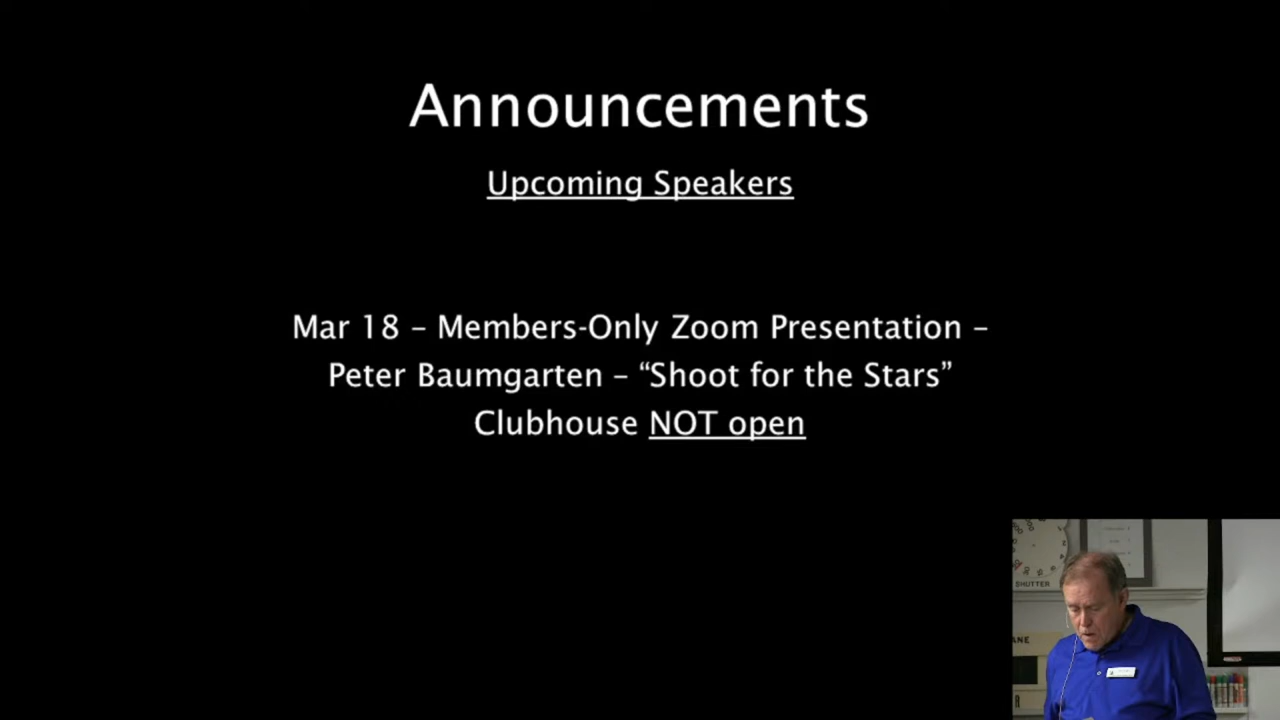 Announcements
Upcoming Speakers
Mar 18 – Members-Only Zoom Presentation –
Peter Baumgarten – “Shoot for the Stars”
Clubhouse NOT open
SHUTTER
ANE